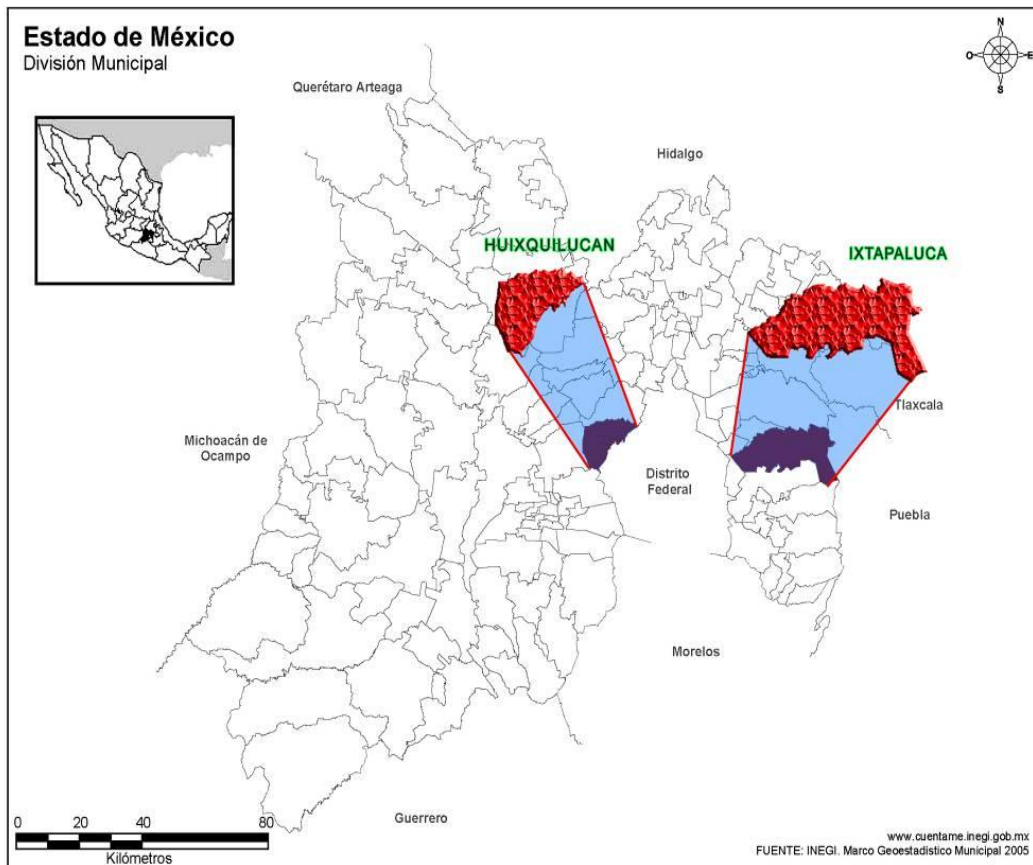 Estado de México
División Municipal
N
O
E
S
Querétaro Arteaga
Hidalgo
HUIXQUILUCAN
IXTAPALUCA
Tlaxcala
Michoacán de
Ocampo
Distrito
Federal
Puebla
Morelos
Guerrero
0 20 40 80
Kilómetros
www.cuentame.inegi.gob.mx
FUENTE: INEGI. Marco Geoestadístico Municipal 2005